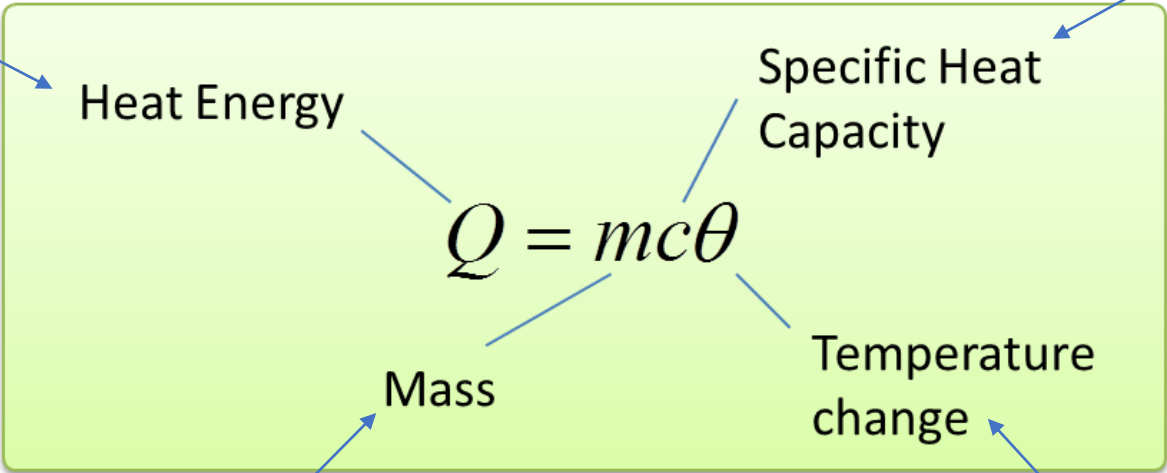 Specific Heat
Capacity
Heat Energy
Q = mcθ
Mass
Temperature
change